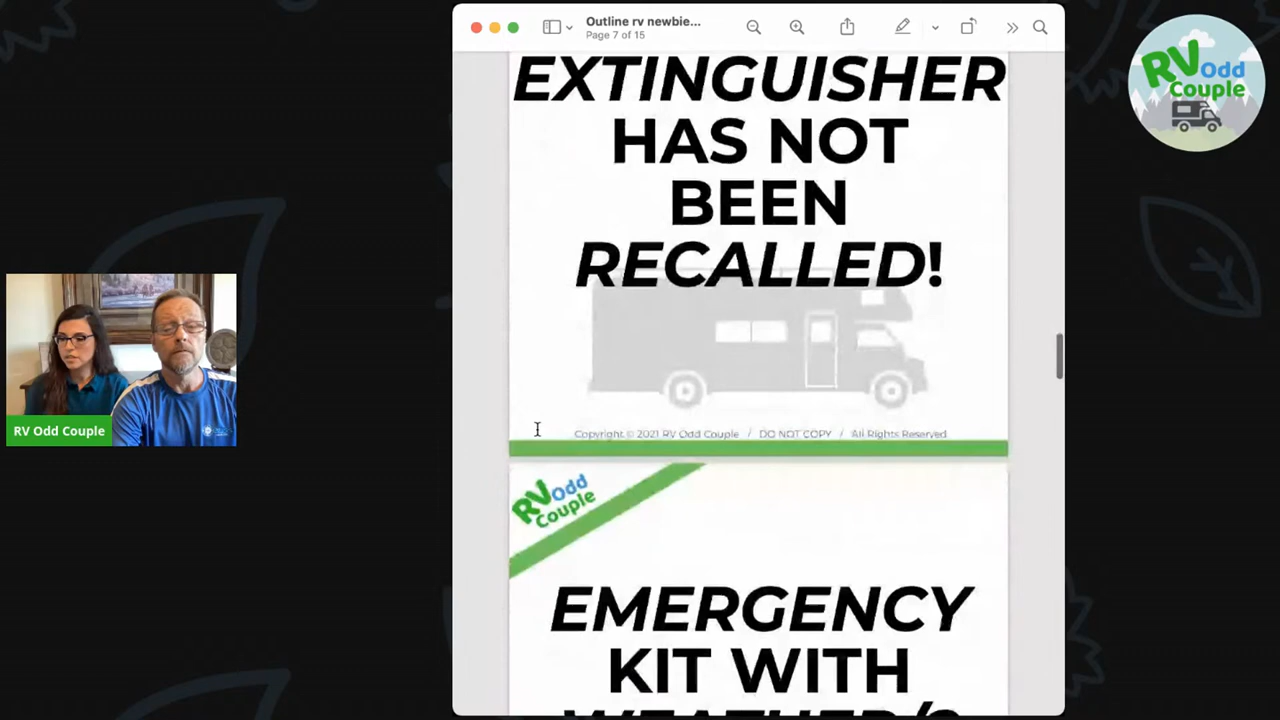 Outline rv newbie...
Page 7 of 15
RV Odd
Couple
EXTINGUISHER
HAS NOT
BEEN
RECALLED!
Copyright © 2021 RV Odd Couple / DO NOT COPY / All Rights Reserved
RV Odd
Couple
EMERGENCY
KIT WITH
RV Odd Couple